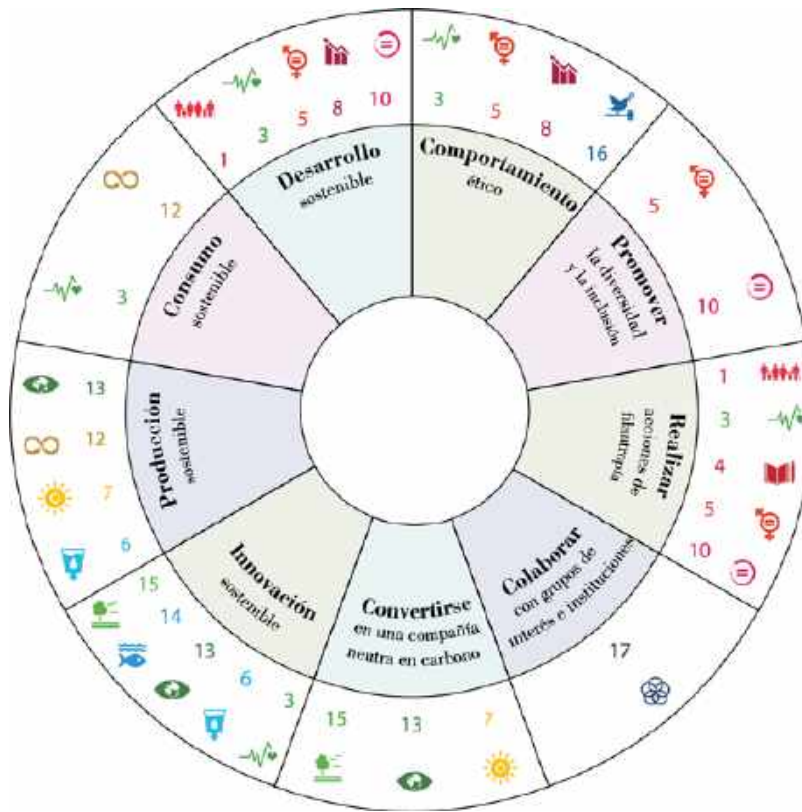 Desarrollo
sostenible
1
3
5
8
10
Comportamiento
ético
3
5
8
16
Promover
la diversidad
y la inclusión
5
10
Realizar
acciones de
filantropía
1
3
4
5
10
Colaborar
con grupos de
interés e instituciones
17
Convertirse
en una compañía
neutra en carbono
15
13
7
Innovación
sostenible
15
14
13
6
3
Producción
sostenible
13
12
7
6
Consumo
sostenible
12
3